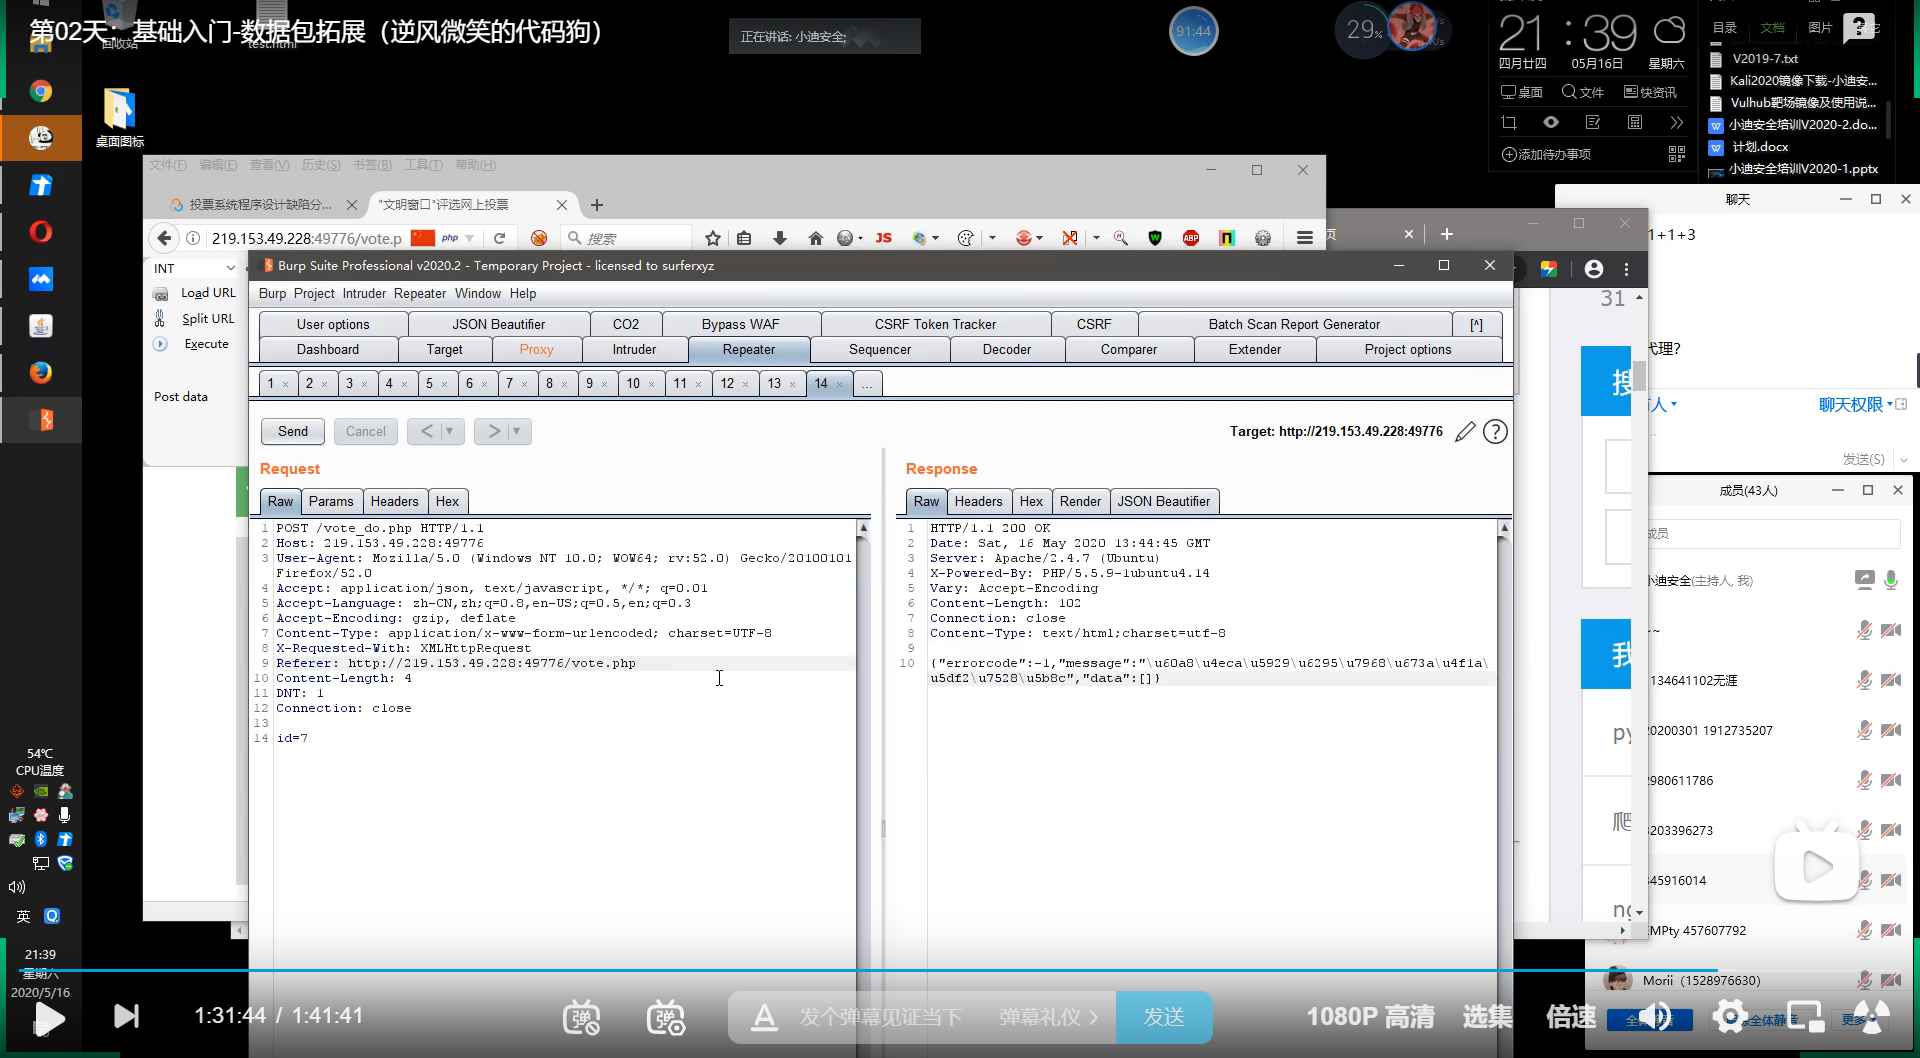 第02天：基础入门-数据包拓展（逆风微笑的代码狗）
回收站
test.html
正在讲话: 小迪安全;
91:44
29%
21:39
四月廿四
05月16日
星期六
桌面
文件
快资讯
添加待办事项
目录
文档
图片
V2019-7.txt
Kali2020镜像下载-小迪安...
Vulhub靶场镜像及使用说...
小迪安全培训V2020-2.do...
计划.docx
小迪安全培训V2020-1.pptx
桌面图标
文件(F)
编辑(E)
查看(V)
历史(S)
书签(B)
工具(T)
帮助(H)
投票系统程序设计缺陷分...
"文明窗口"评选网上投票
219.153.49.228:49776/vote.p
php
搜索
JS
ABP
INT
Load URL
Split URL
Execute
Post data
Burp Suite Professional v2020.2 - Temporary Project - licensed to surferxyz
Burp Project Intruder Repeater Window Help
User options
JSON Beautifier
CO2
Bypass WAF
CSRF Token Tracker
CSRF
Batch Scan Report Generator
[^]
Dashboard
Target
Proxy
Intruder
Repeater
Sequencer
Decoder
Comparer
Extender
Project options
1 × 2 × 3 × 4 × 5 × 6 × 7 × 8 × 9 × 10 × 11 × 12 × 13 × 14 × ...
Send
Cancel
<
>
Target: http://219.153.49.228:49776
Request
Raw
Params
Headers
Hex
1 POST /vote_do.php HTTP/1.1
2 Host: 219.153.49.228:49776
3 User-Agent: Mozilla/5.0 (Windows NT 10.0; WOW64; rv:52.0) Gecko/20100101
Firefox/52.0
4 Accept: application/json, text/javascript, */*; q=0.01
5 Accept-Language: zh-CN,zh;q=0.8,en-US;q=0.5,en;q=0.3
6 Accept-Encoding: gzip, deflate
7 Content-Type: application/x-www-form-urlencoded; charset=UTF-8
8 X-Requested-With: XMLHttpRequest
9 Referer: http://219.153.49.228:49776/vote.php
10 Content-Length: 4
11 DNT: 1
12 Connection: close
13
14 id=7
Response
Raw
Headers
Hex
Render
JSON Beautifier
1 HTTP/1.1 200 OK
2 Date: Sat, 16 May 2020 13:44:45 GMT
3 Server: Apache/2.4.7 (Ubuntu)
4 X-Powered-By: PHP/5.5.9-1ubuntu4.14
5 Vary: Accept-Encoding
6 Content-Length: 102
7 Connection: close
8 Content-Type: text/html;charset=utf-8
9
10 {"errorcode":-1,"message":"\u60a8\u4eca\u5929\u6295\u7968\u673a\u4f1a\
u5df2\u7528\u5b8c","data":[]}
31
搜
我
py
爬
聊天
1+1+3
代理?
人
聊天权限
发送(S)
成员(43人)
成员
小迪安全(主持人, 我)
~
134641102无涯
20200301 1912735207
2980611786
3203396273
345916014
EMPty 457607792
Morii（1528976630）
54℃
CPU温度
英
21:39
星期六
2020/5/16
1:31:44 / 1:41:41
弹
弹
A
发个弹幕见证当下
弹幕礼仪 >
发送
1080P 高清
选集
倍速
更多